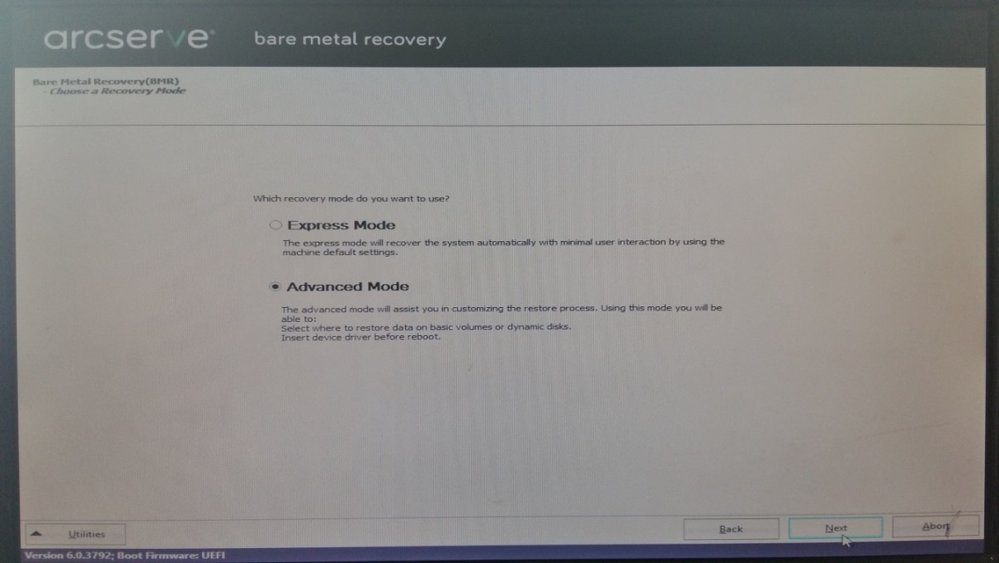 arcserve®
bare metal recovery
Bare Metal Recovery(BMR)
- Choose a Recovery Mode
Which recovery mode do you want to use?
Express Mode
The express mode will recover the system automatically with minimal user interaction by using the
machine default settings.
Advanced Mode
The advanced mode will assist you in customizing the restore process. Using this mode you will be
able to:
Select where to restore data on basic volumes or dynamic disks.
Insert device driver before reboot.
Utilities
Back
Next
Abort
Version 6.0.3792; Boot Firmware: UEFI